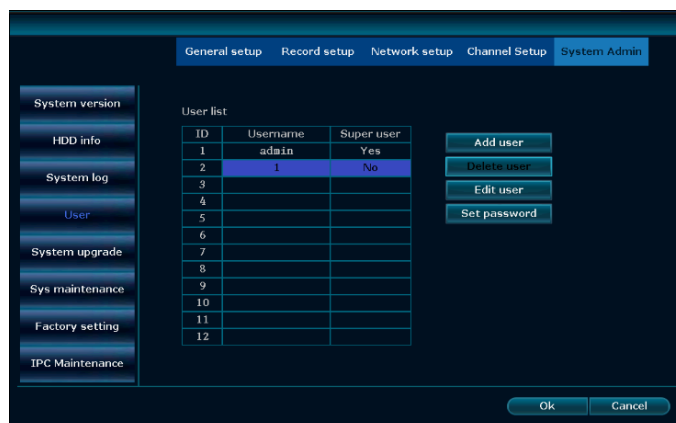 General setup Record setup Network setup Channel Setup System Admin
System version
HDD info
System log
User
System upgrade
Sys maintenance
Factory setting
IPC Maintenance
User list
ID Username Super user
1 admin Yes
2 1 No
3
4
5
6
7
8
9
10
11
12
Add user
Delete user
Edit user
Set password
Ok Cancel